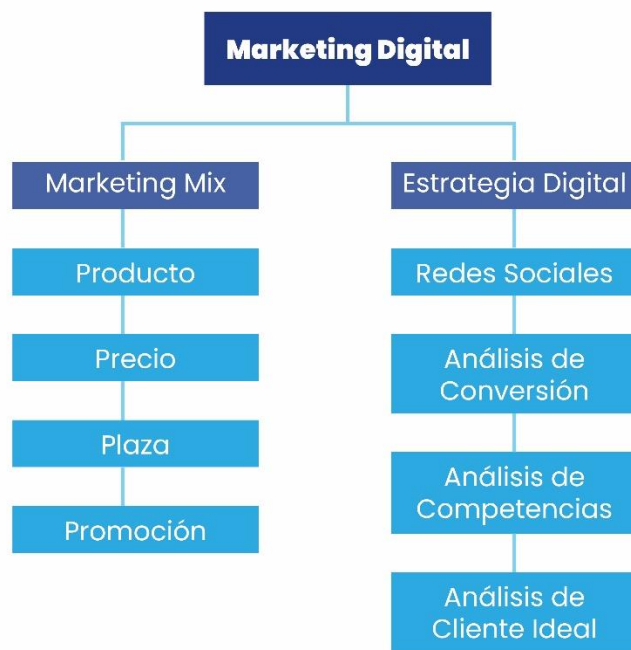 Marketing Digital
Marketing Mix
Producto
Precio
Plaza
Promoción
Estrategia Digital
Redes Sociales
Análisis de
Conversión
Análisis de
Competencias
Análisis de
Cliente Ideal